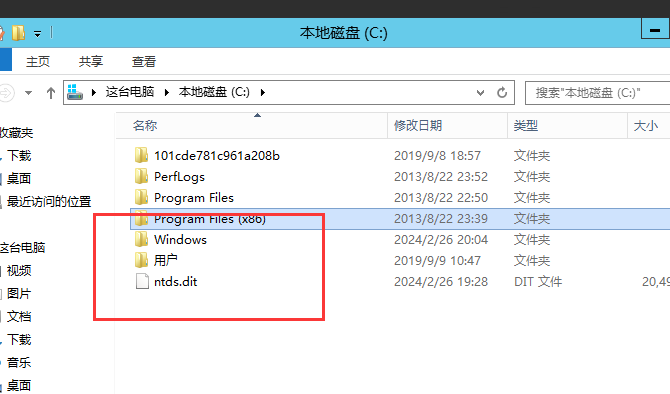 本地磁盘 (C:)
主页 共享 查看
这台电脑 本地磁盘 (C:) 搜索"本地磁盘 (C:)"
名称 修改日期 类型 大小
收藏夹
下载
桌面
最近访问的位置
这台电脑
视频
图片
文档
下载
音乐
桌面
101cde781c961a208b 2019/9/8 18:57 文件夹
PerfLogs 2013/8/22 23:52 文件夹
Program Files 2013/8/22 22:50 文件夹
Program Files (x86) 2013/8/22 23:39 文件夹
Windows 2024/2/26 20:04 文件夹
用户 2019/9/9 10:47 文件夹
ntds.dit 2024/2/26 19:28 DIT 文件 20,49